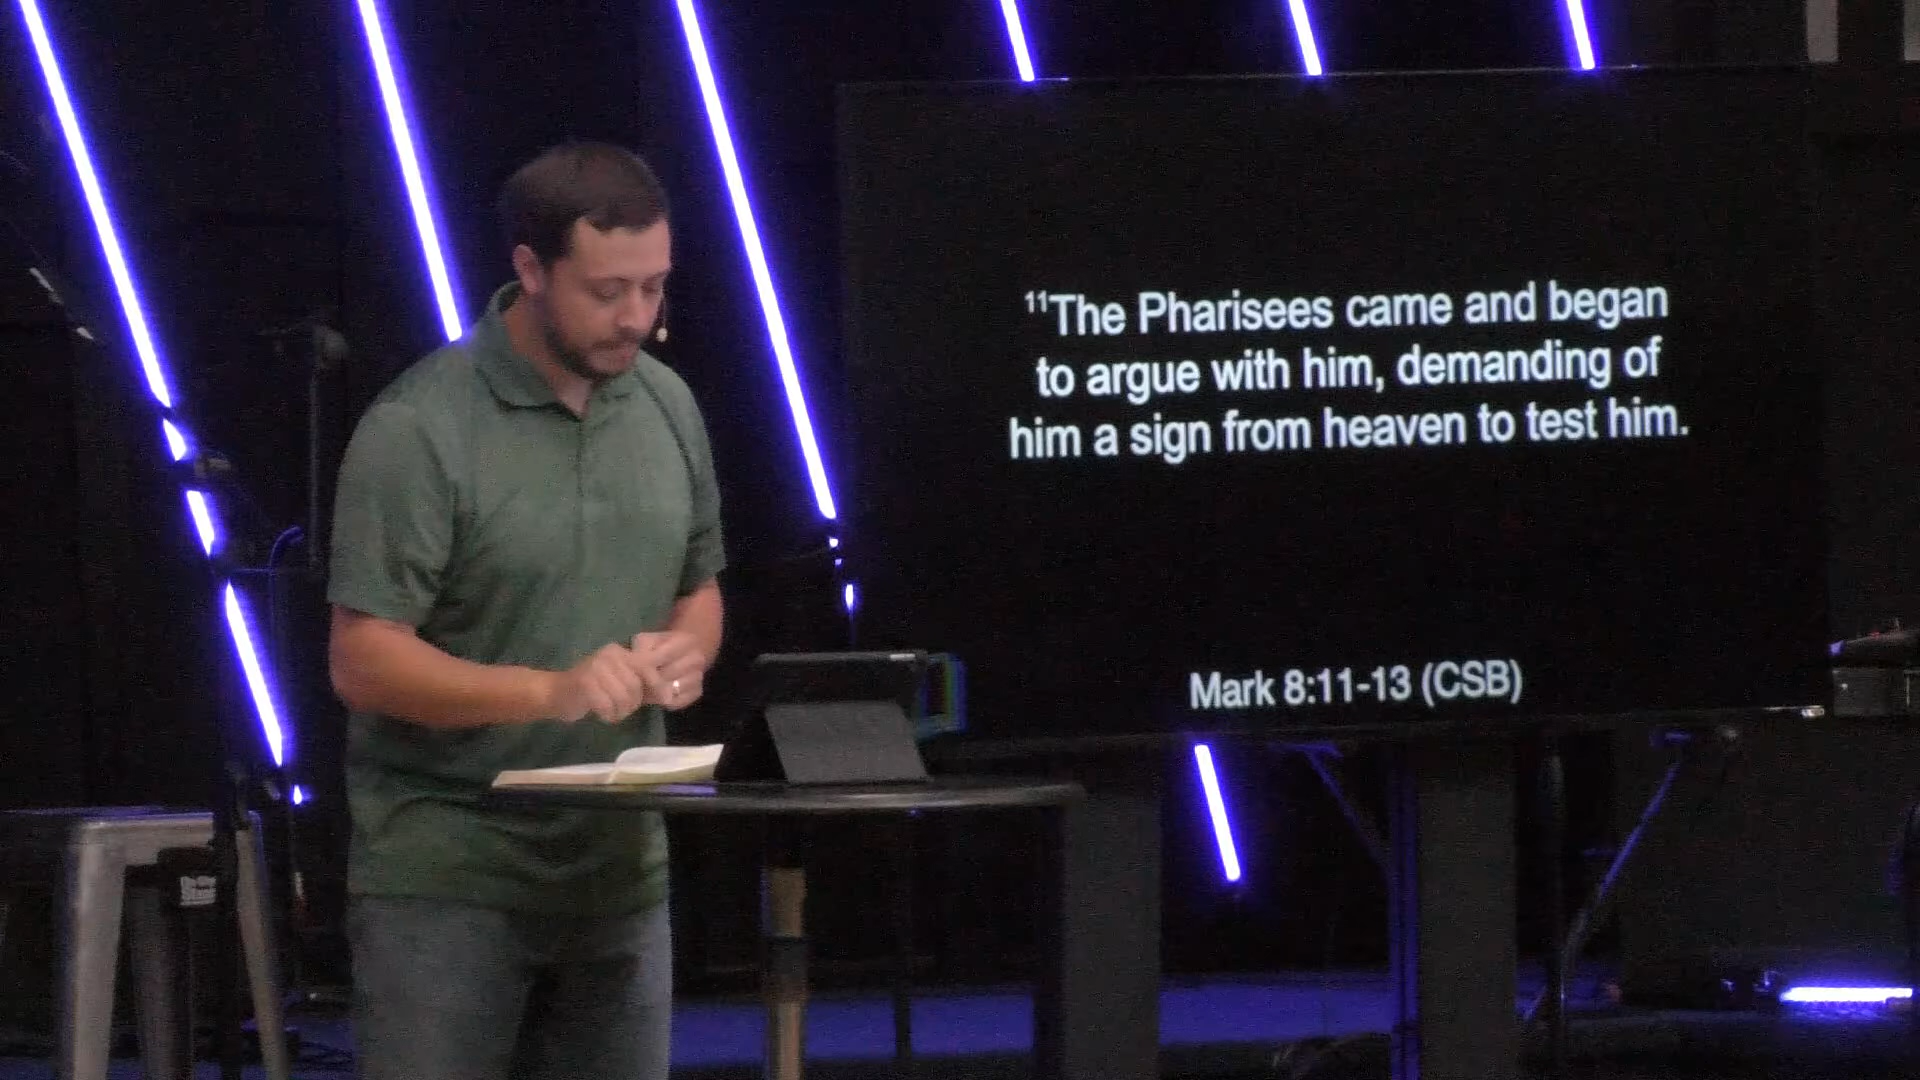 ¹¹The Pharisees came and began
to argue with him, demanding of
him a sign from heaven to test him.
Mark 8:11-13 (CSB)